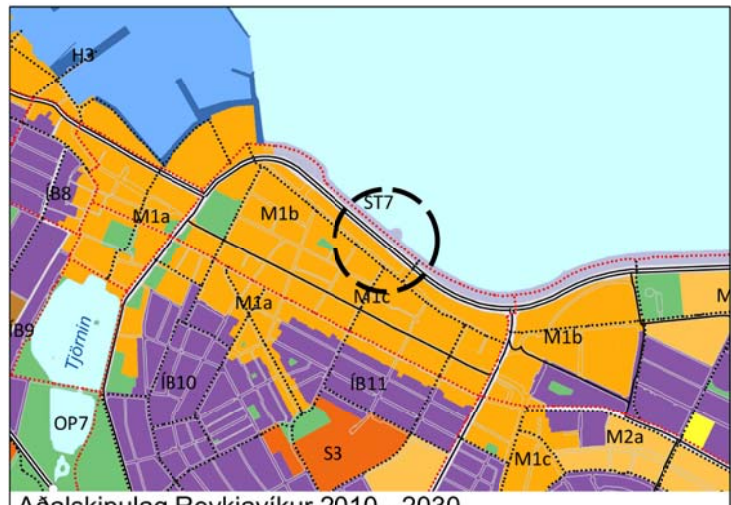 H3
ST7
ÍB8
M1a
M1b
M1a
M1c
M1b
Tjörnin
ÍB10
ÍB11
OP7
S3
M2a
M1c
Aðalskipulag Reykjavíkur 2010 - 2030